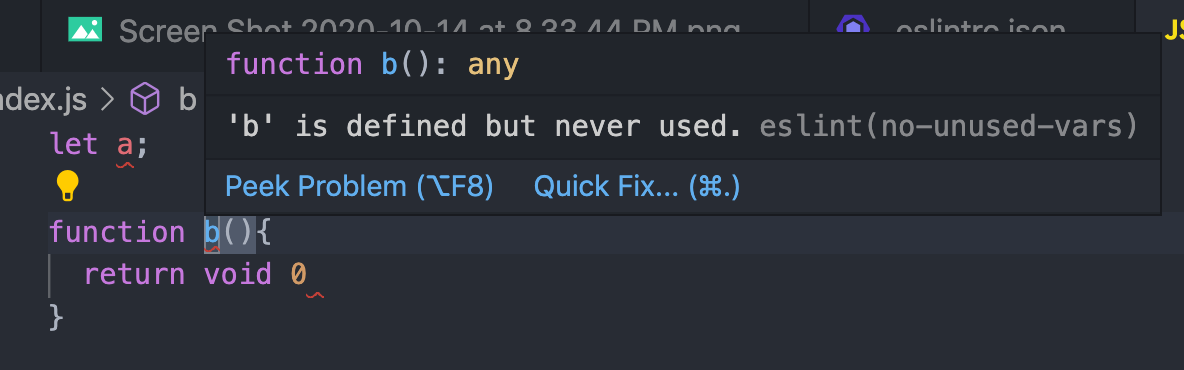 Screen Shot 2020-10-14 at 8.33.44 PM.png
.eslintrc.json
JS
function b(): any
ndex.js > b
'b' is defined but never used. eslint(no-unused-vars)
let a;
Peek Problem (⌥F8) Quick Fix... (⌘.)
function b(){
return void 0
}